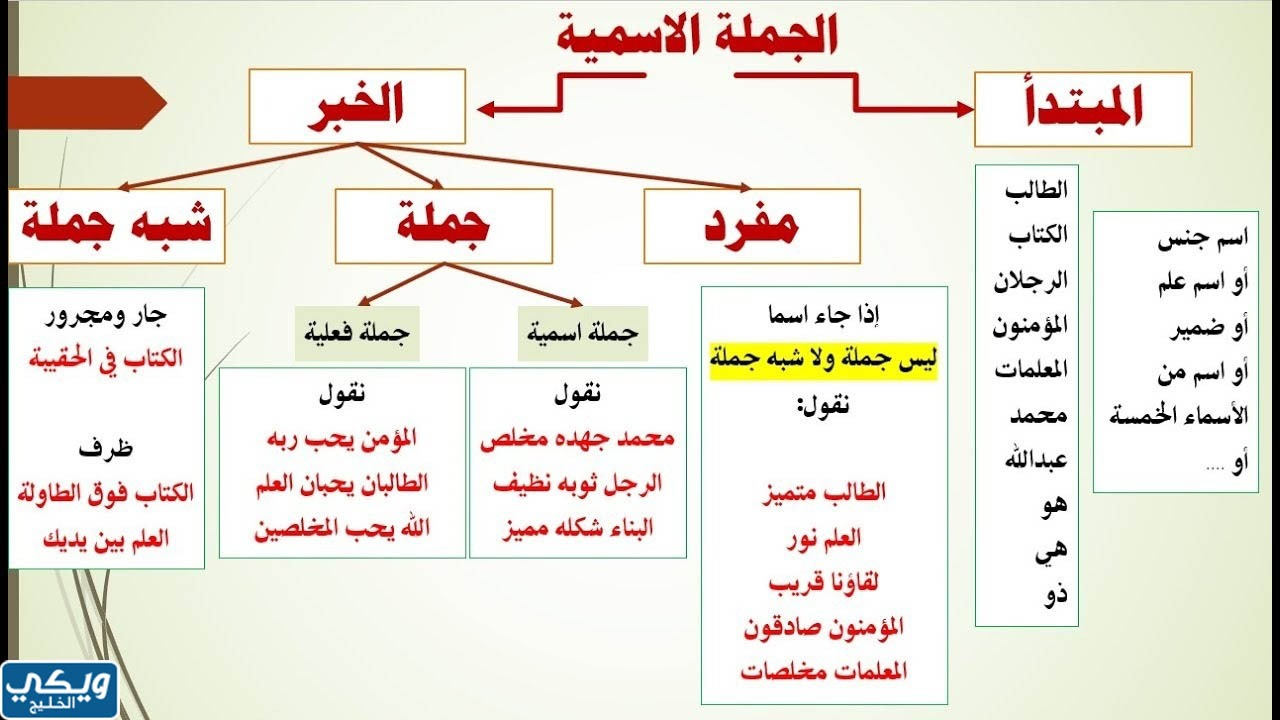 الجملة الاسمية
المبتدأ
اسم جنس
أو اسم علم
أو ضمير
أو اسم من
الأسماء الخمسة
أو ....
الطالب
الكتاب
الرجلان
المؤمنون
المعلمات
محمد
عبدالله
هو
هي
ذو
الخبر
مفرد
إذا جاء اسما
ليس جملة ولا شبه جملة
نقول:
الطالب متميز
العلم نور
لقاؤنا قريب
المؤمنون صادقون
المعلمات مخلصات
جملة
جملة اسمية
نقول
محمد جهده مخلص
الرجل ثوبه نظيف
البناء شكله مميز
جملة فعلية
نقول
المؤمن يحب ربه
الطالبان يحبان العلم
الله يحب المخلصين
شبه جملة
جار ومجرور
الكتاب في الحقيبة
ظرف
الكتاب فوق الطاولة
العلم بين يديك
ويكي
الخليج